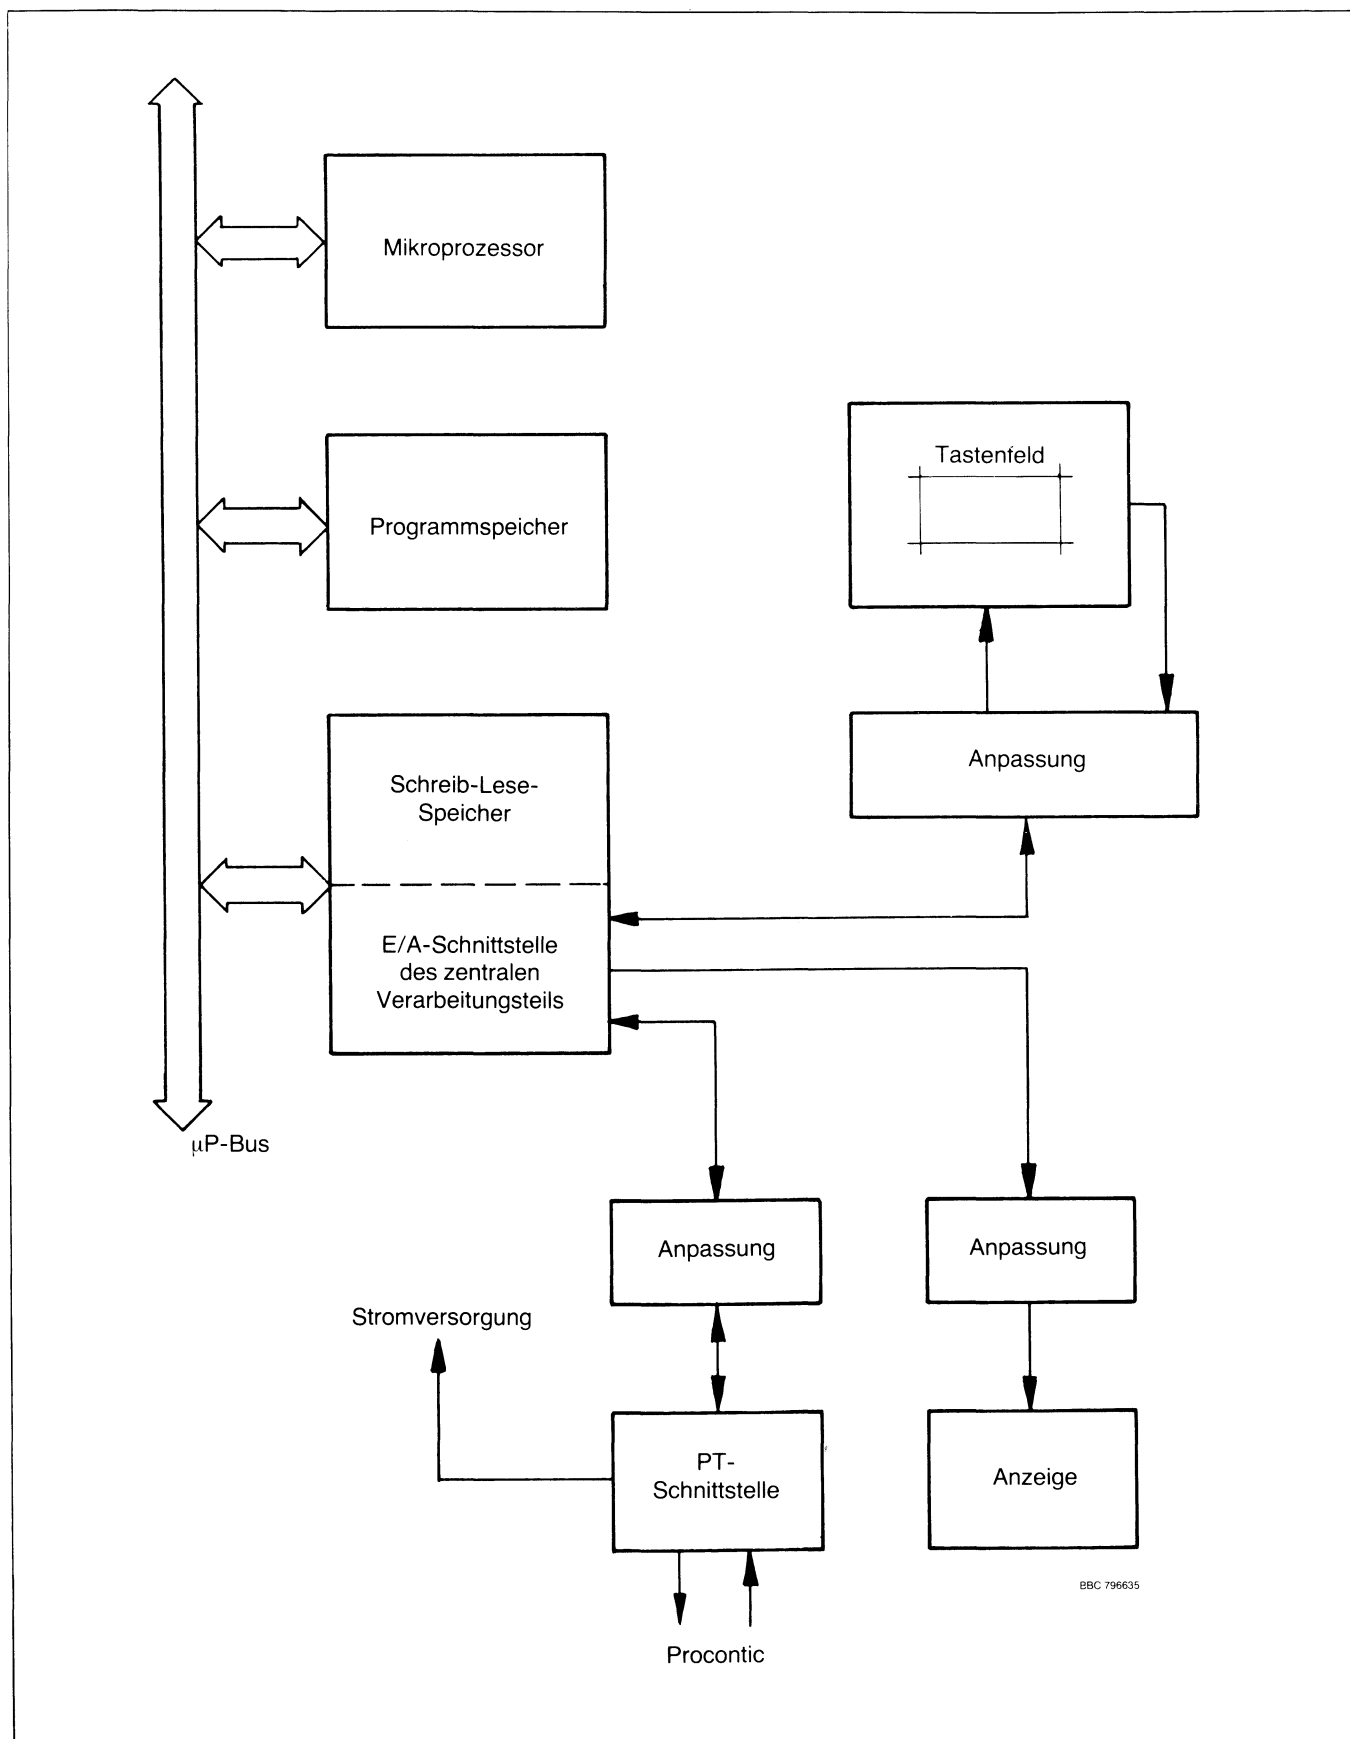 Mikroprozessor
Tastenfeld
Programmspeicher
Anpassung
Schreib-Lese-
Speicher
E/A-Schnittstelle
des zentralen
Verarbeitungsteils
µP-Bus
Anpassung
Anpassung
Stromversorgung
PT-
Schnittstelle
Anzeige
BBC 796635
Procontic